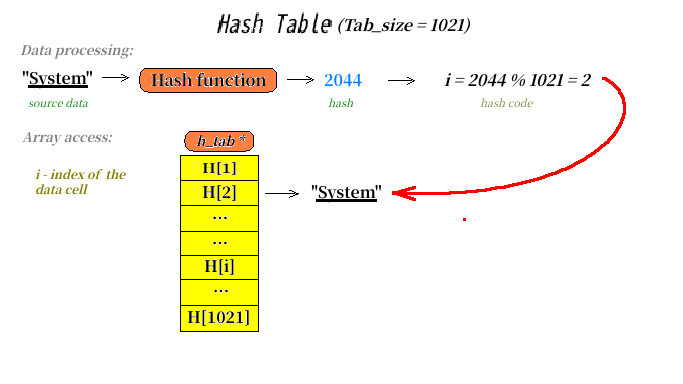 Hash Table (Tab_size = 1021)
Data processing:
"System" Hash function 2044 i = 2044 % 1021 = 2
source data hash hash code
Array access:
h_tab *
i - index of the
data cell
H[1]
H[2] "System"
...
...
H[i]
...
H[1021]